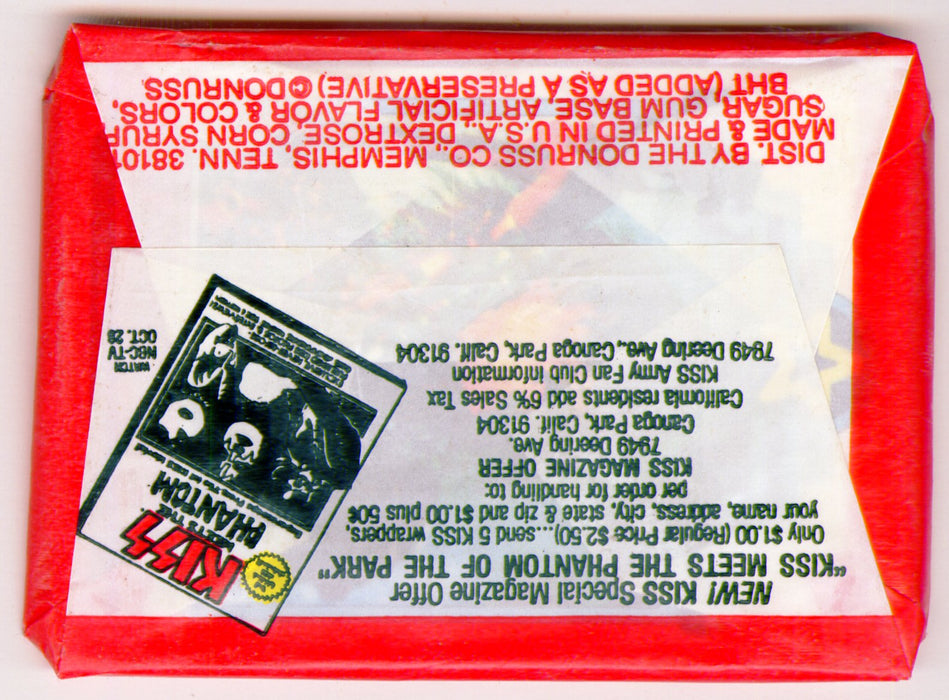 NEW! KISS Special Magazine Offer
"KISS MEETS THE PHANTOM OF THE PARK"
Only $1.00 (Regular Price $2.50)....send 5 KISS wrappers,
your name, address, city, state & zip and $1.00 plus 50¢
per order for handling to:
KISS MAGAZINE OFFER
7949 Deering Ave.
Canoga Park, Calif. 91304
California residents add 6% Sales Tax
KISS Army Fan Club Information
7949 Deering Ave., Canoga Park, Calif. 91304
KISS
MEETS THE
PHANTOM
WATCH
NBC-TV
OCT. 28
DIST. BY THE DONRUSS CO., MEMPHIS, TENN. 38101
MADE & PRINTED IN U.S.A., DEXTROSE, CORN SYRUP
SUGAR, GUM BASE, ARTIFICIAL FLAVOR & COLORS,
BHT (ADDED AS A PRESERVATIVE) © DONRUSS